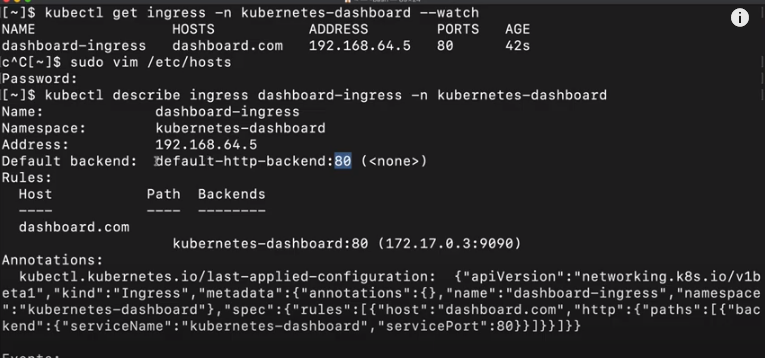 [~]$ kubectl get ingress -n kubernetes-dashboard --watch
NAME HOSTS ADDRESS PORTS AGE
dashboard-ingress dashboard.com 192.168.64.5 80 42s
c^C[~]$ sudo vim /etc/hosts
Password:
[~]$ kubectl describe ingress dashboard-ingress -n kubernetes-dashboard
Name: dashboard-ingress
Namespace: kubernetes-dashboard
Address: 192.168.64.5
Default backend: default-http-backend:80 (<none>)
Rules:
Host Path Backends
---- ---- --------
dashboard.com
kubernetes-dashboard:80 (172.17.0.3:9090)
Annotations:
kubectl.kubernetes.io/last-applied-configuration: {"apiVersion":"networking.k8s.io/v1b
eta1","kind":"Ingress","metadata":{"annotations":{},"name":"dashboard-ingress","namespace
":"kubernetes-dashboard"},"spec":{"rules":[{"host":"dashboard.com","http":{"paths":[{"bac
kend":{"serviceName":"kubernetes-dashboard","servicePort":80}}]}}]}}